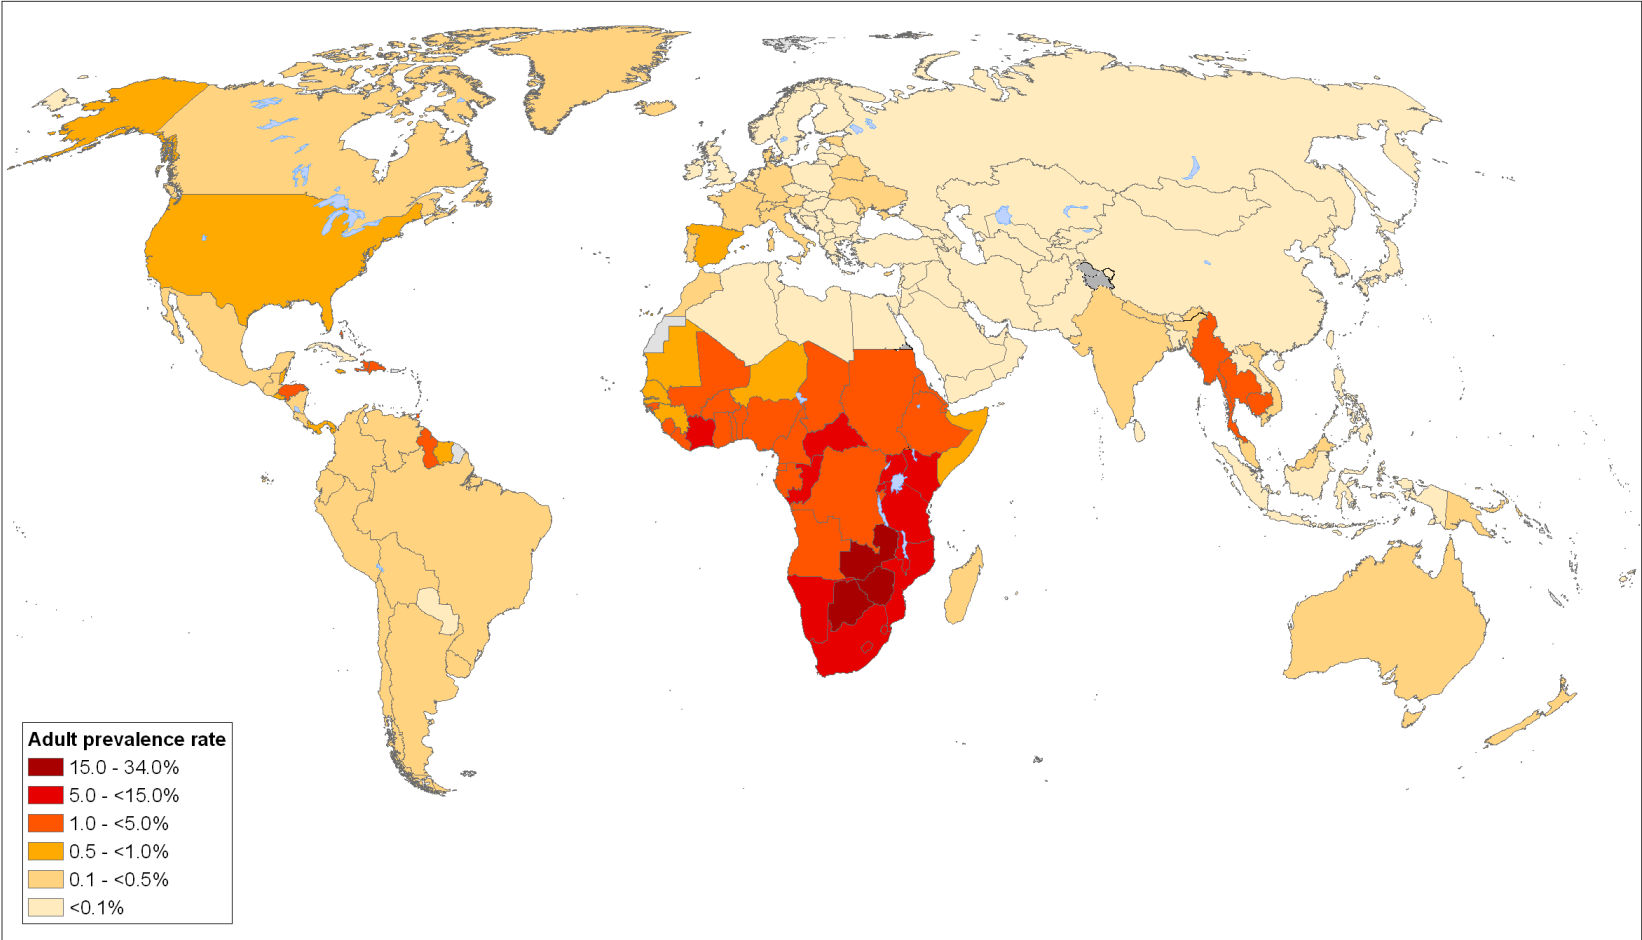 Adult prevalence rate
15.0 - 34.0%
5.0 - <15.0%
1.0 - <5.0%
0.5 - <1.0%
0.1 - <0.5%
<0.1%